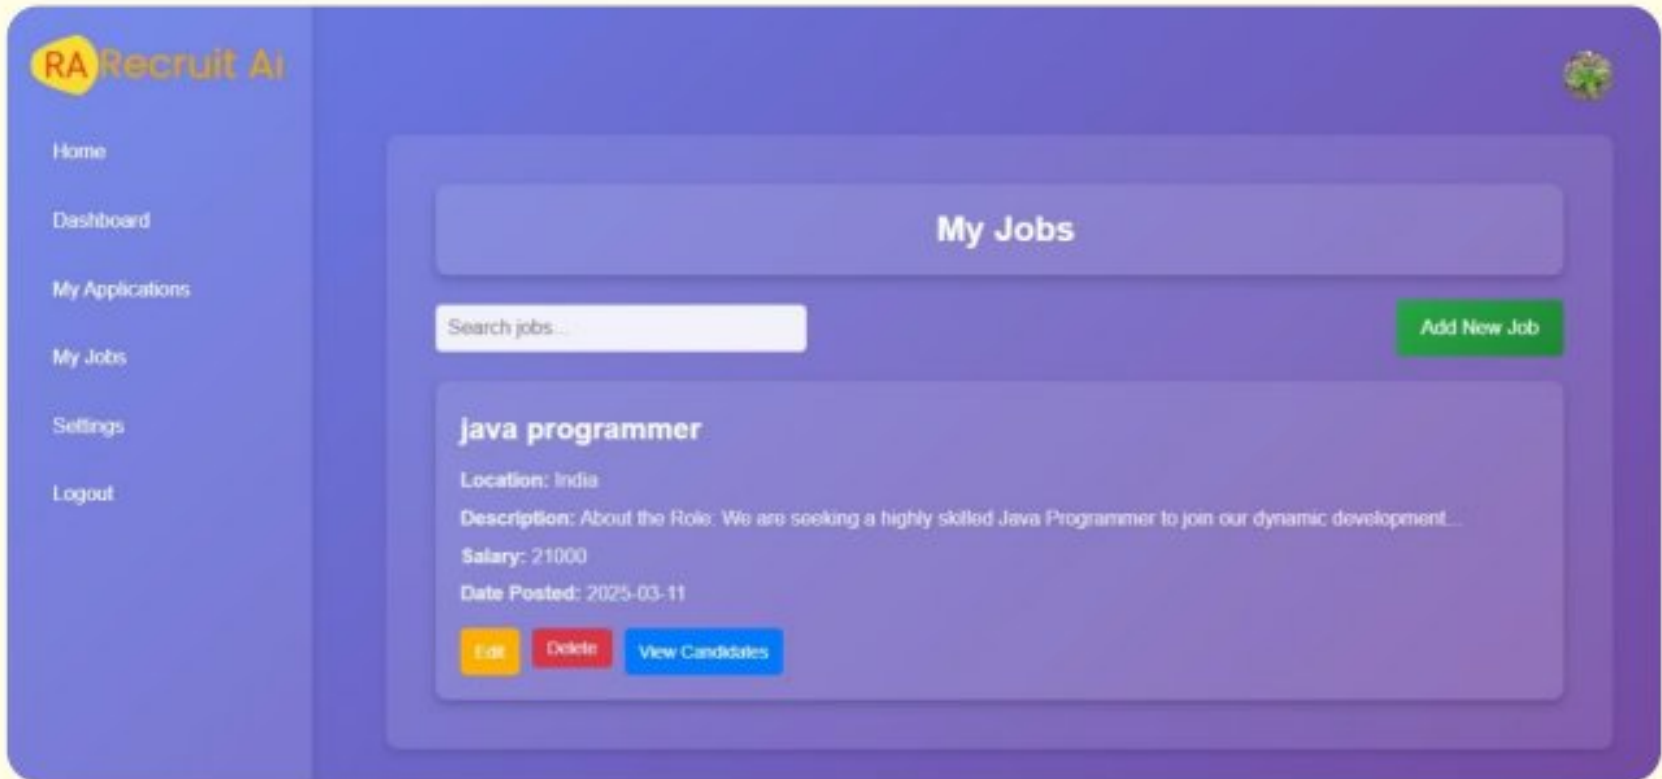 RA Recruit Ai
Home
Dashboard
My Applications
My Jobs
Settings
Logout
My Jobs
Search jobs...
Add New Job
java programmer
Location: India
Description: About the Role: We are seeking a highly skilled Java Programmer to join our dynamic development...
Salary: 21000
Date Posted: 2025-03-11
Edit Delete View Candidates